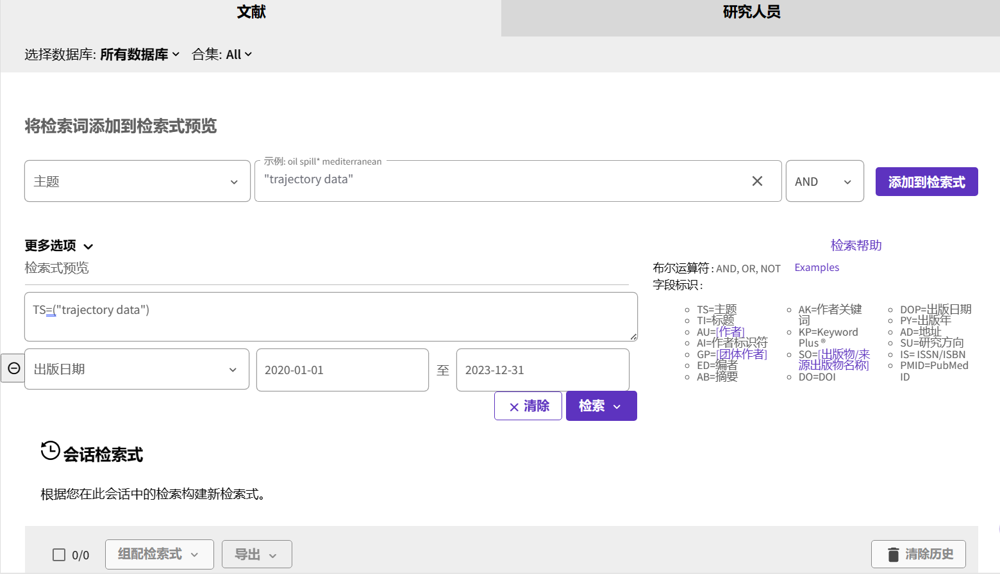 文献
研究人员
选择数据库: 所有数据库 合集: All
将检索词添加到检索式预览
主题
示例: oil spill* mediterranean
"trajectory data"
AND
添加到检索式
更多选项
检索式预览
TS=("trajectory data")
出版日期
2020-01-01
至
2023-12-31
清除
检索
检索帮助
布尔运算符 : AND, OR, NOT
Examples
字段标识 :
TS=主题
TI=标题
AU=[作者]
AI=作者标识符
GP=[团体作者]
ED=编者
AB=摘要
AK=作者关键
词
KP=Keyword
Plus ®
SO=[出版物/来
源出版物名称]
DO=DOI
DOP=出版日期
PY=出版年
AD=地址
SU=研究方向
IS= ISSN/ISBN
PMID=PubMed
ID
会话检索式
根据您在此会话中的检索构建新检索式。
0/0
组配检索式
导出
清除历史